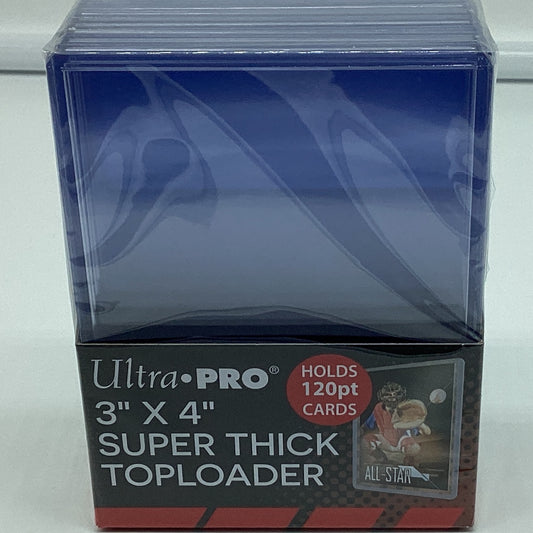 Ultra•PRO®
HOLDS
120pt
CARDS
3" X 4"
SUPER THICK
TOPLOADER
ALL-STAR